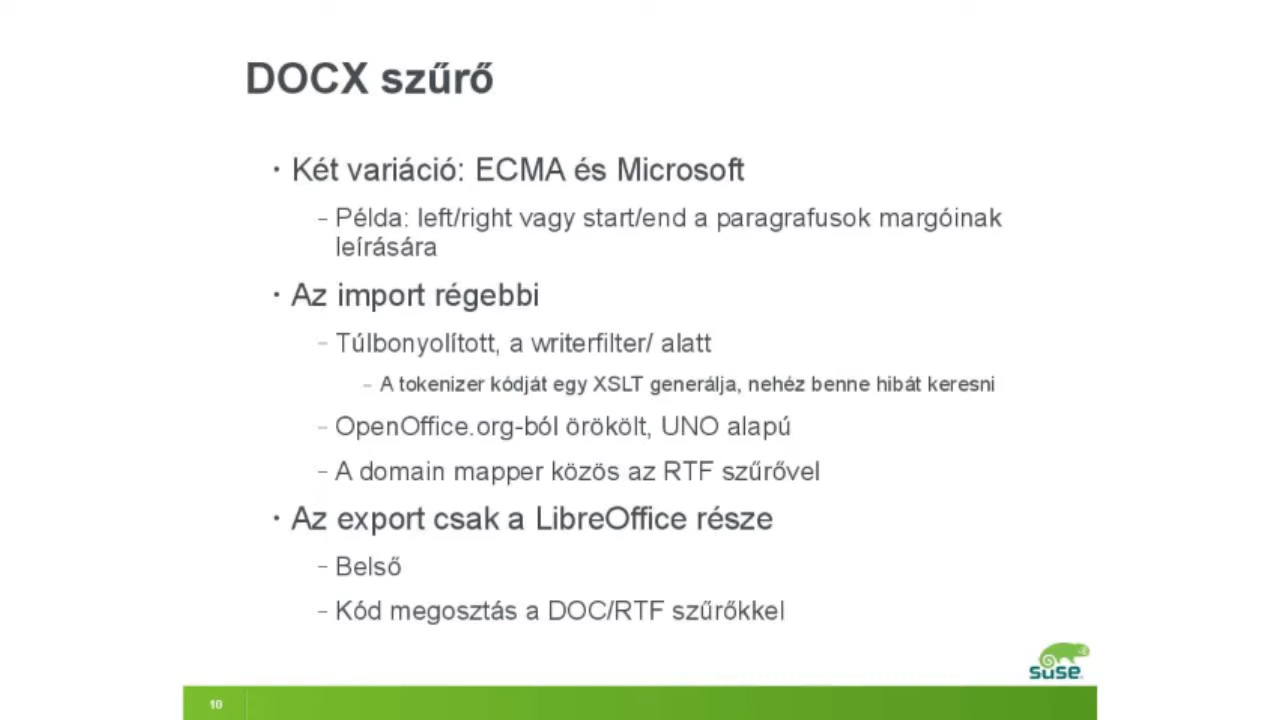 DOCX szűrő
• Két variáció: ECMA és Microsoft
– Példa: left/right vagy start/end a paragrafusok margóinak
leírására
• Az import régebbi
– Túlbonyolított, a writerfilter/ alatt
– A tokenizer kódját egy XSLT generálja, nehéz benne hibát keresni
– OpenOffice.org-ból örökölt, UNO alapú
– A domain mapper közös az RTF szűrővel
• Az export csak a LibreOffice része
– Belső
– Kód megosztás a DOC/RTF szűrőkkel
suse
10